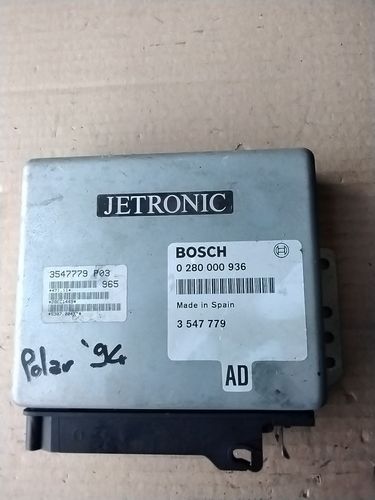 JETRONIC
BOSCH
0 280 000 936
Made in Spain
3 547 779
AD
3547779 P03
965
Polar '94